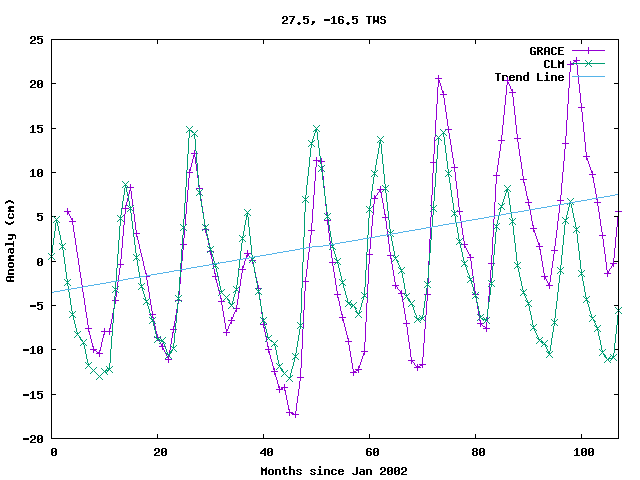 27.5, -16.5 TWS
GRACE
CLM
Trend Line
25
20
15
10
5
0
-5
-10
-15
-20
Anomaly (cm)
0 20 40 60 80 100
Months since Jan 2002